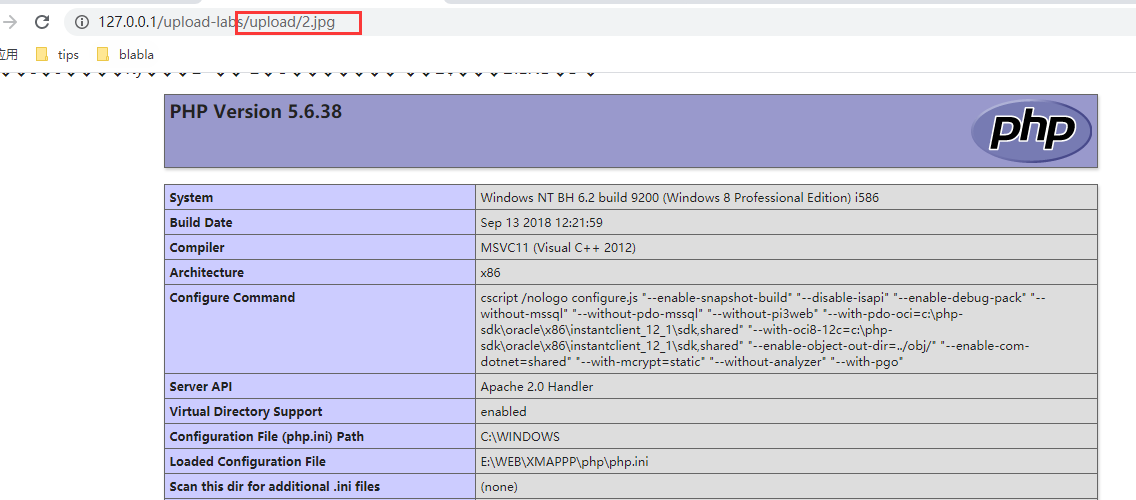 127.0.0.1/upload-labs/upload/2.jpg
应用 tips blabla
PHP Version 5.6.38
php
System Windows NT BH 6.2 build 9200 (Windows 8 Professional Edition) i586
Build Date Sep 13 2018 12:21:59
Compiler MSVC11 (Visual C++ 2012)
Architecture x86
Configure Command cscript /nologo configure.js "--enable-snapshot-build" "--disable-isapi" "--enable-debug-pack" "--
without-mssql" "--without-pdo-mssql" "--without-pi3web" "--with-pdo-oci=c:\php-
sdk\oracle\x86\instantclient_12_1\sdk,shared" "--with-oci8-12c=c:\php-
sdk\oracle\x86\instantclient_12_1\sdk,shared" "--enable-object-out-dir=../obj/" "--enable-com-
dotnet=shared" "--with-mcrypt=static" "--without-analyzer" "--with-pgo"
Server API Apache 2.0 Handler
Virtual Directory Support enabled
Configuration File (php.ini) Path C:\WINDOWS
Loaded Configuration File E:\WEB\XMAPPP\php\php.ini
Scan this dir for additional .ini files (none)